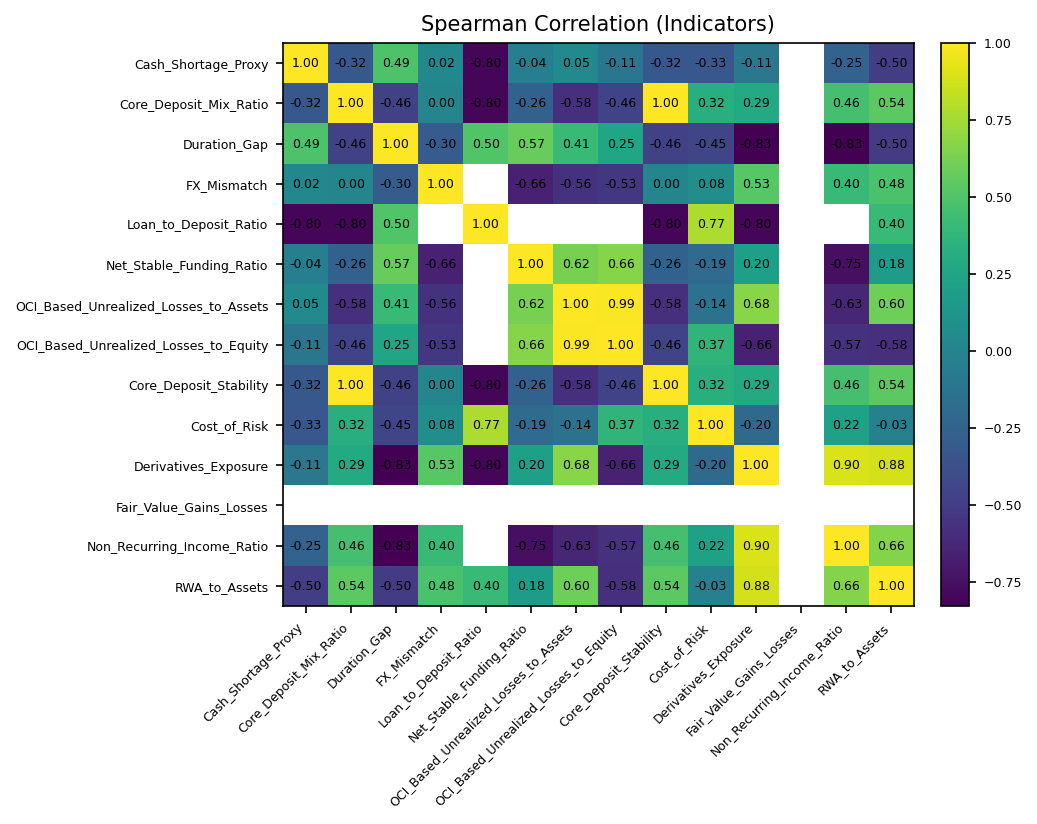 Spearman Correlation (Indicators)
Cash_Shortage_Proxy 1.00 -0.32 0.49 0.02 -0.80 -0.04 0.05 -0.11 -0.32 -0.33 -0.11 -0.25 -0.50
Core_Deposit_Mix_Ratio -0.32 1.00 -0.46 0.00 -0.80 -0.26 -0.58 -0.46 1.00 0.32 0.29 0.46 0.54
Duration_Gap 0.49 -0.46 1.00 -0.30 0.50 0.57 0.41 0.25 -0.46 -0.45 -0.83 -0.83 -0.50
FX_Mismatch 0.02 0.00 -0.30 1.00 -0.66 -0.56 -0.53 0.00 0.08 0.53 0.40 0.48
Loan_to_Deposit_Ratio -0.80 -0.80 0.50 1.00 -0.80 0.77 -0.80 0.40
Net_Stable_Funding_Ratio -0.04 -0.26 0.57 -0.66 1.00 0.62 0.66 -0.26 -0.19 0.20 -0.75 0.18
OCI_Based_Unrealized_Losses_to_Assets 0.05 -0.58 0.41 -0.56 0.62 1.00 0.99 -0.58 -0.14 0.68 -0.63 0.60
OCI_Based_Unrealized_Losses_to_Equity -0.11 -0.46 0.25 -0.53 0.66 0.99 1.00 -0.46 0.37 -0.66 -0.57 -0.58
Core_Deposit_Stability -0.32 1.00 -0.46 0.00 -0.80 -0.26 -0.58 -0.46 1.00 0.32 0.29 0.46 0.54
Cost_of_Risk -0.33 0.32 -0.45 0.08 0.77 -0.19 -0.14 0.37 0.32 1.00 -0.20 0.22 -0.03
Derivatives_Exposure -0.11 0.29 -0.83 0.53 -0.80 0.20 0.68 -0.66 0.29 -0.20 1.00 0.90 0.88
Fair_Value_Gains_Losses
Non_Recurring_Income_Ratio -0.25 0.46 -0.83 0.40 -0.75 -0.63 -0.57 0.46 0.22 0.90 1.00 0.66
RWA_to_Assets -0.50 0.54 -0.50 0.48 0.40 0.18 0.60 -0.58 0.54 -0.03 0.88 0.66 1.00
Cash_Shortage_Proxy
Core_Deposit_Mix_Ratio
Duration_Gap
FX_Mismatch
Loan_to_Deposit_Ratio
Net_Stable_Funding_Ratio
OCI_Based_Unrealized_Losses_to_Assets
OCI_Based_Unrealized_Losses_to_Equity
Core_Deposit_Stability
Cost_of_Risk
Derivatives_Exposure
Fair_Value_Gains_Losses
Non_Recurring_Income_Ratio
RWA_to_Assets
1.00
0.75
0.50
0.25
0.00
−0.25
−0.50
−0.75